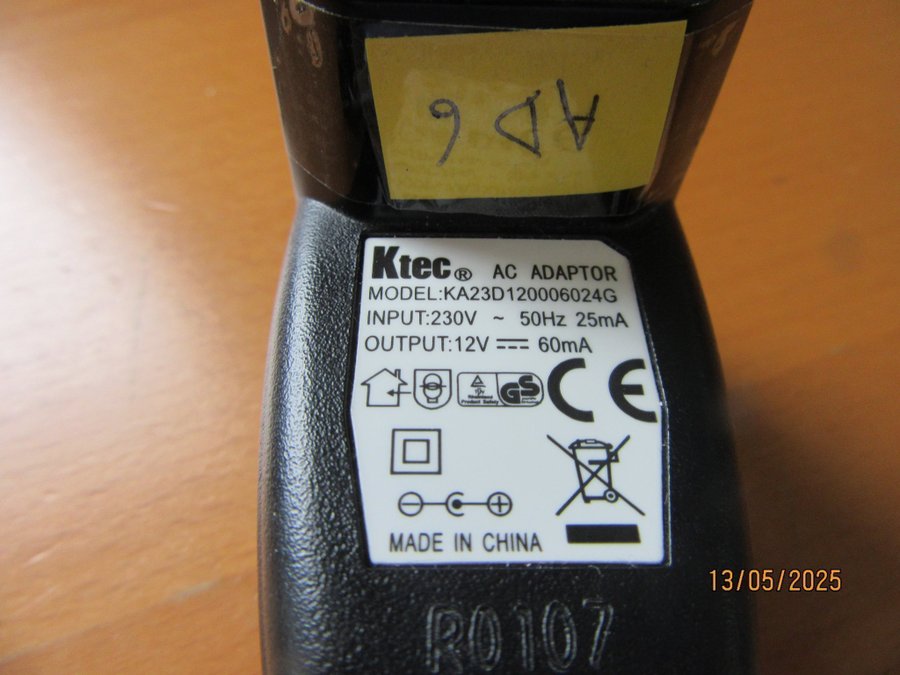 AD6
Ktec® AC ADAPTOR
MODEL:KA23D120006024G
INPUT:230V ~ 50Hz 25mA
OUTPUT:12V ⎓ 60mA
GS
CE
MADE IN CHINA
R0107
13/05/2025